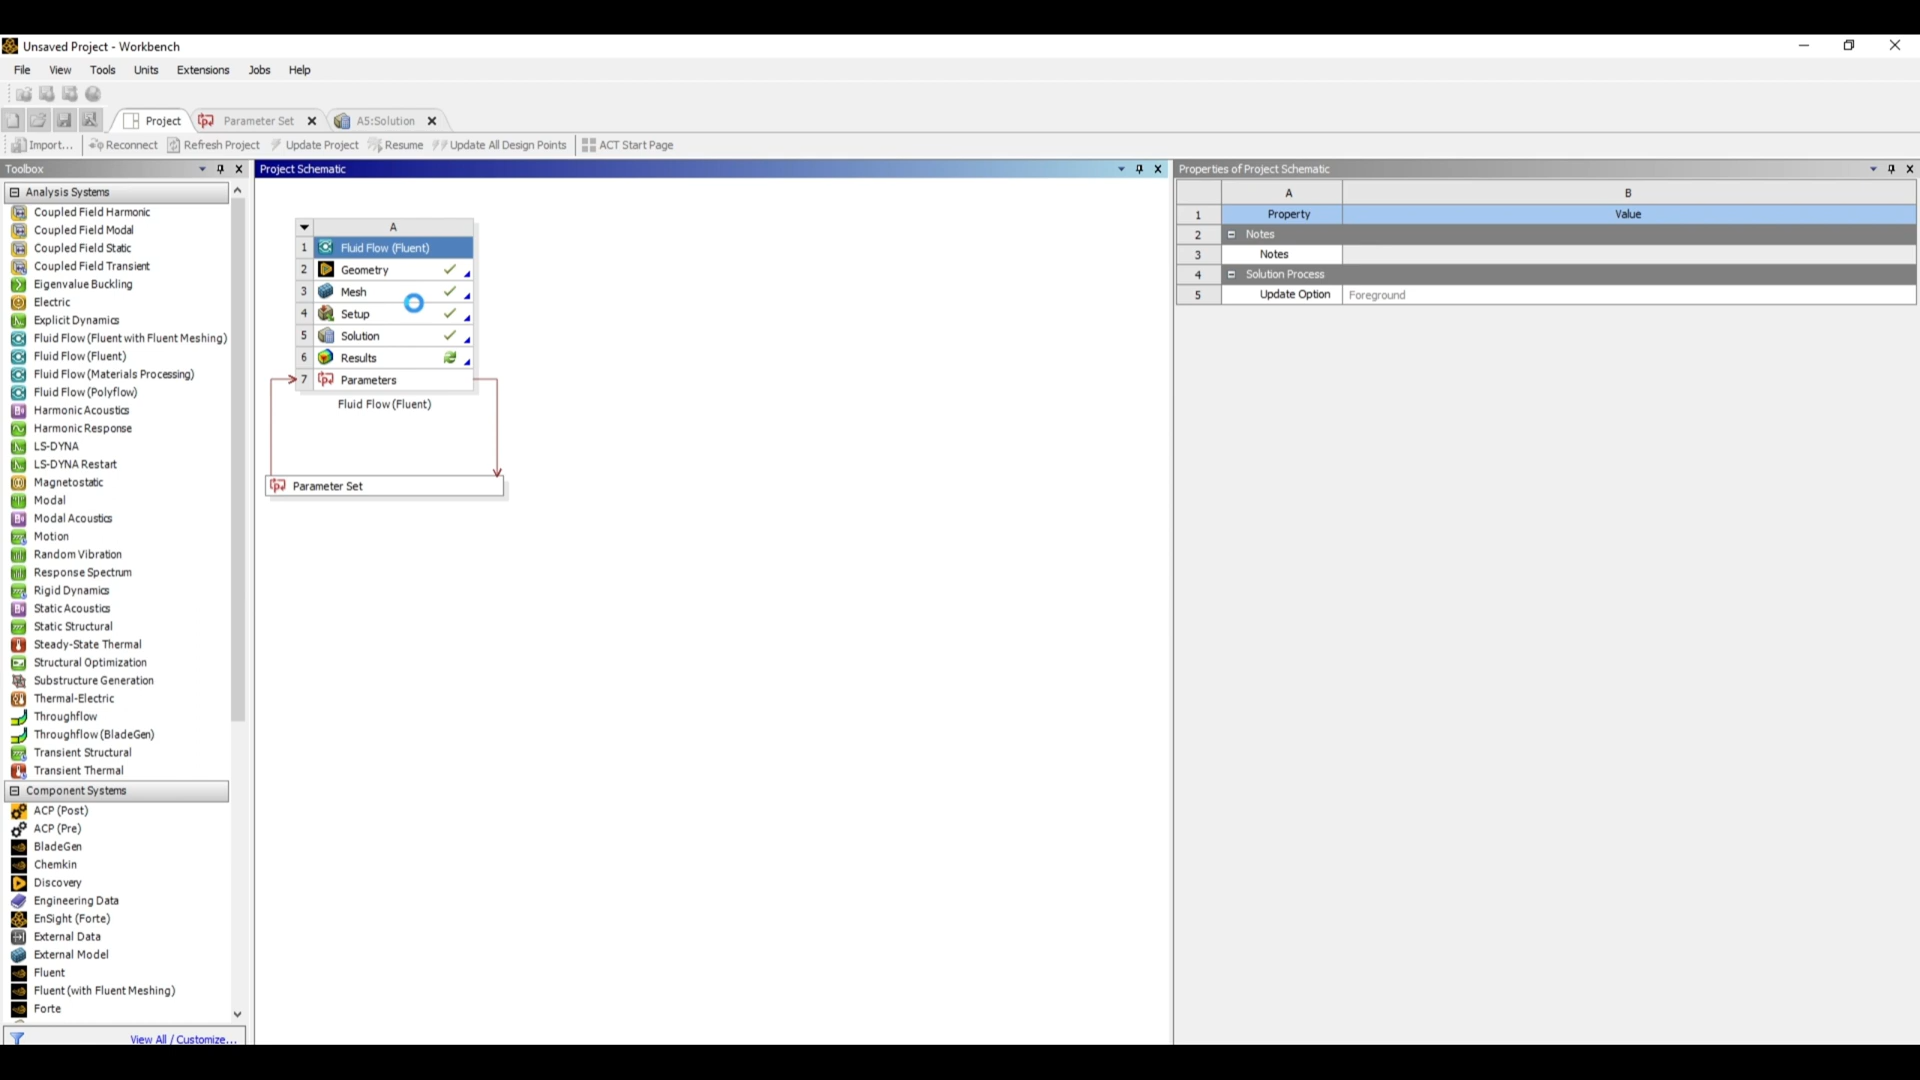 Unsaved Project - Workbench
File View Tools Units Extensions Jobs Help
Project Parameter Set A5:Solution
Import... Reconnect Refresh Project Update Project Resume Update All Design Points ACT Start Page
Toolbox
Analysis Systems
Coupled Field Harmonic
Coupled Field Modal
Coupled Field Static
Coupled Field Transient
Eigenvalue Buckling
Electric
Explicit Dynamics
Fluid Flow (Fluent with Fluent Meshing)
Fluid Flow (Fluent)
Fluid Flow (Materials Processing)
Fluid Flow (Polyflow)
Harmonic Acoustics
Harmonic Response
LS-DYNA
LS-DYNA Restart
Magnetostatic
Modal
Modal Acoustics
Motion
Random Vibration
Response Spectrum
Rigid Dynamics
Static Acoustics
Static Structural
Steady-State Thermal
Structural Optimization
Substructure Generation
Thermal-Electric
Throughflow
Throughflow (BladeGen)
Transient Structural
Transient Thermal
Component Systems
ACP (Post)
ACP (Pre)
BladeGen
Chemkin
Discovery
Engineering Data
EnSight (Forte)
External Data
External Model
Fluent
Fluent (with Fluent Meshing)
Forte
View All / Customize...
Project Schematic
A
1 Fluid Flow (Fluent)
2 Geometry
3 Mesh
4 Setup
5 Solution
6 Results
7 Parameters
Fluid Flow (Fluent)
Parameter Set
Properties of Project Schematic
A B
1 Property Value
2 Notes
3 Notes
4 Solution Process
5 Update Option Foreground